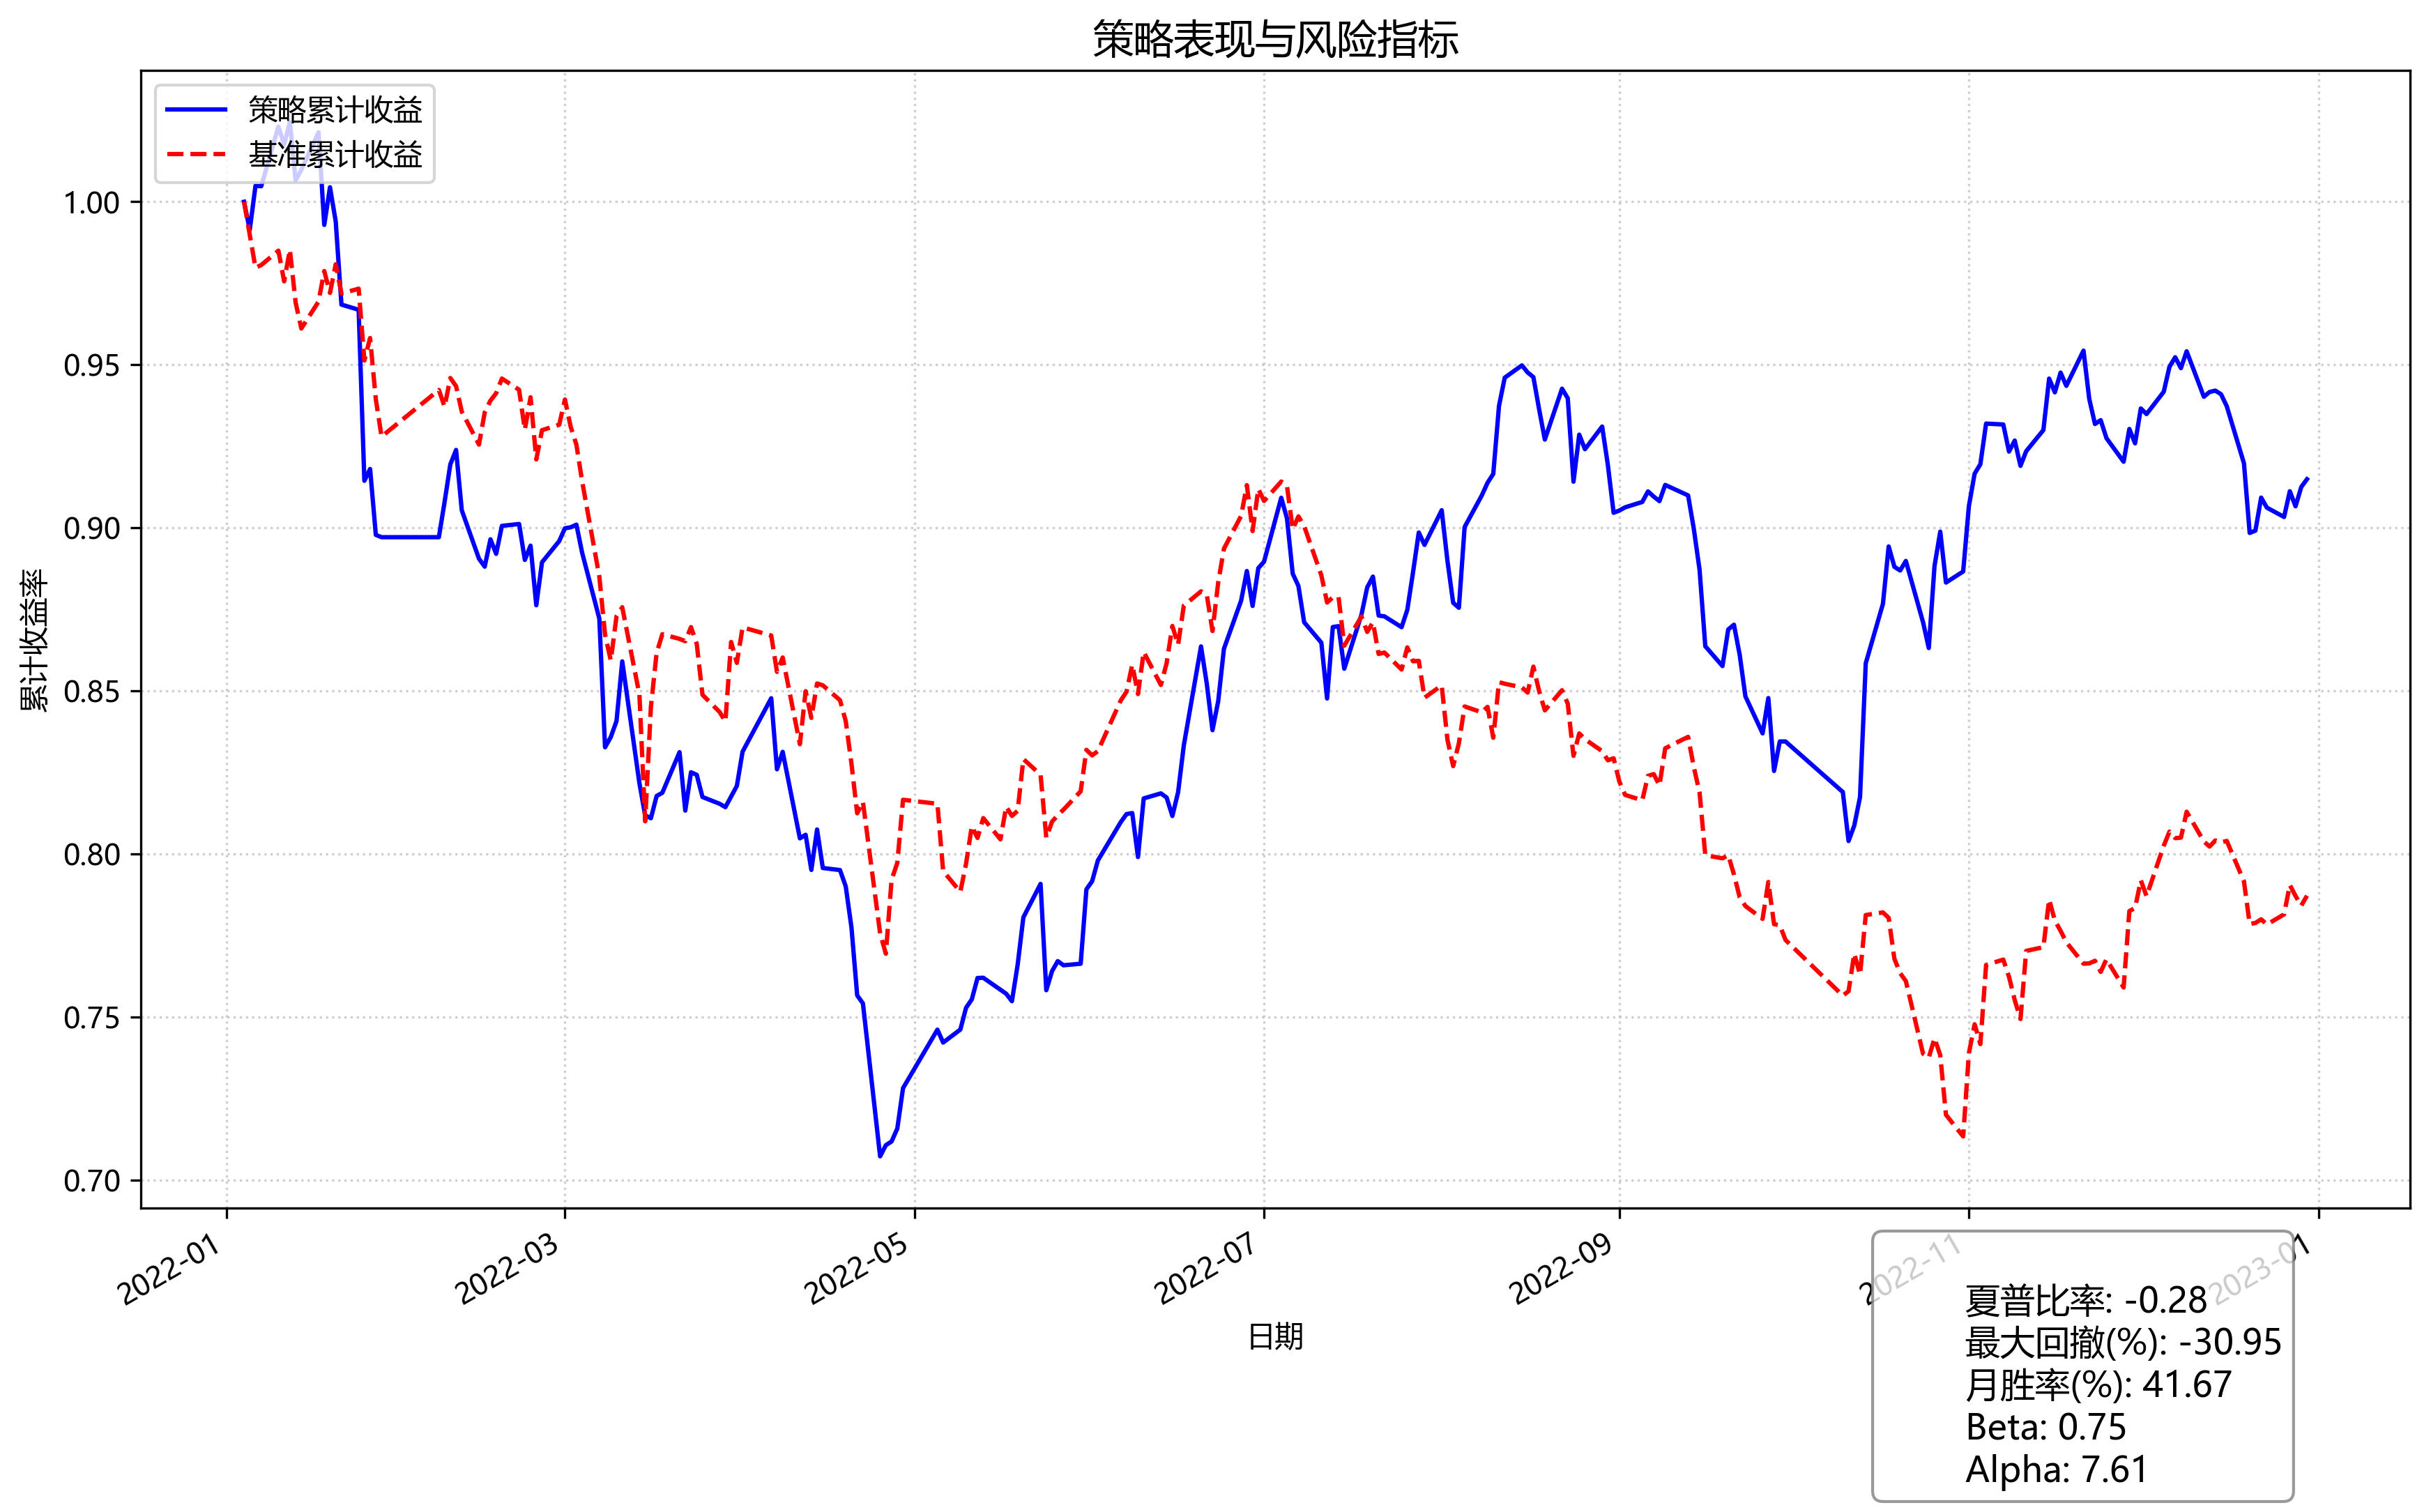 策略表现与风险指标
策略累计收益
基准累计收益
累计收益率
1.00
0.95
0.90
0.85
0.80
0.75
0.70
2022-01
2022-03
2022-05
2022-07
2022-09
2022-11
2023-01
日期
夏普比率: -0.28
最大回撤(%): -30.95
月胜率(%): 41.67
Beta: 0.75
Alpha: 7.61